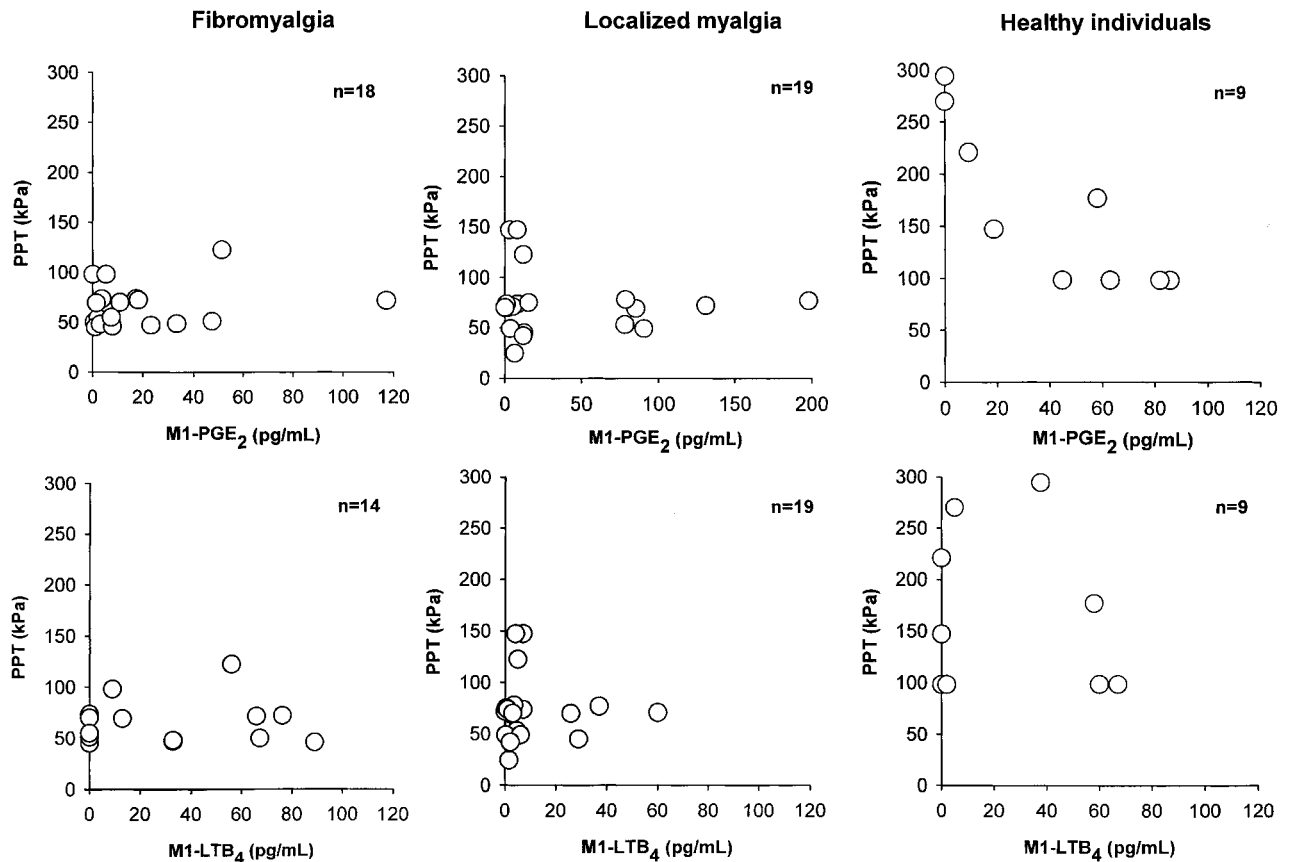 Fibromyalgia Localized myalgia Healthy individuals
n=18
PPT (kPa)
300
250
200
150
100
50
0
0 20 40 60 80 100 120
M1-PGE2 (pg/mL)
n=19
PPT (kPa)
300
250
200
150
100
50
0
0 50 100 150 200
M1-PGE2 (pg/mL)
n=9
PPT (kPa)
300
250
200
150
100
50
0
0 20 40 60 80 100 120
M1-PGE2 (pg/mL)
n=14
PPT (kPa)
300
250
200
150
100
50
0
0 20 40 60 80 100 120
M1-LTB4 (pg/mL)
n=19
PPT (kPa)
300
250
200
150
100
50
0
0 20 40 60 80 100 120
M1-LTB4 (pg/mL)
n=9
PPT (kPa)
300
250
200
150
100
50
0
0 20 40 60 80 100 120
M1-LTB4 (pg/mL)